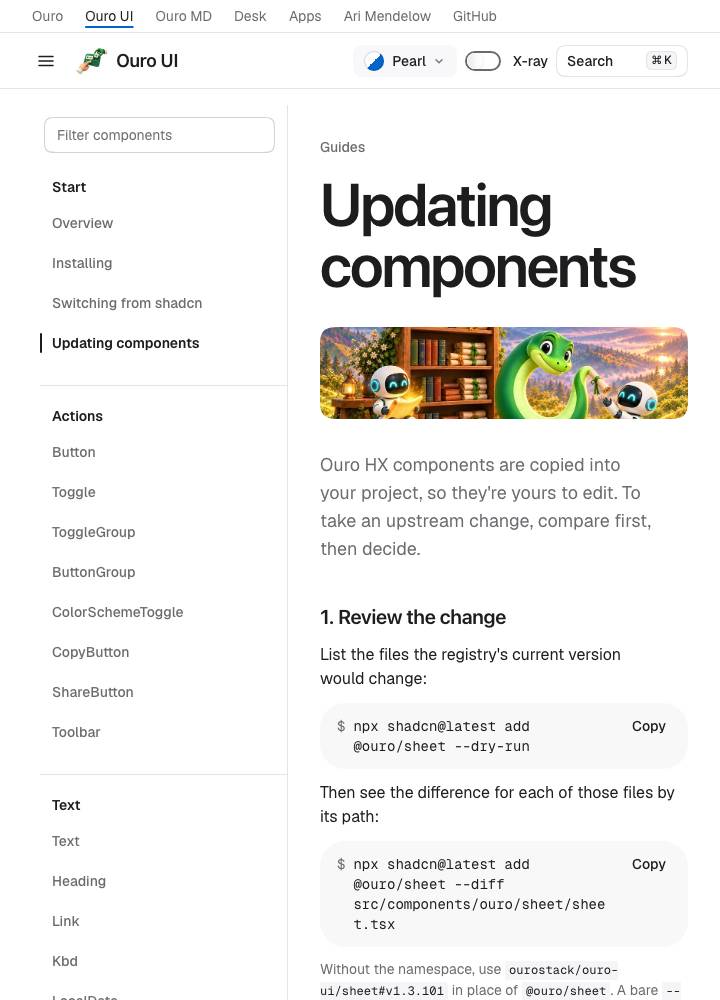 Ouro Ouro UI Ouro MD Desk Apps Ari Mendelow GitHub
Ouro UI Pearl X-ray Search ⌘ K
Filter components
Start
Overview
Installing
Switching from shadcn
Updating components
Actions
Button
Toggle
ToggleGroup
ButtonGroup
ColorSchemeToggle
CopyButton
ShareButton
Toolbar
Text
Text
Heading
Link
Kbd
Guides
Updating
components
Ouro HX components are copied into
your project, so they're yours to edit. To
take an upstream change, compare first,
then decide.
1. Review the change
List the files the registry's current version
would change:
$ npx shadcn@latest add Copy
@ouro/sheet --dry-run
Then see the difference for each of those files by
its path:
$ npx shadcn@latest add Copy
@ouro/sheet --diff
src/components/ouro/sheet/shee
t.tsx
Without the namespace, use ourostack/ouro-
ui/sheet#v1.3.101 in place of @ouro/sheet. A bare --